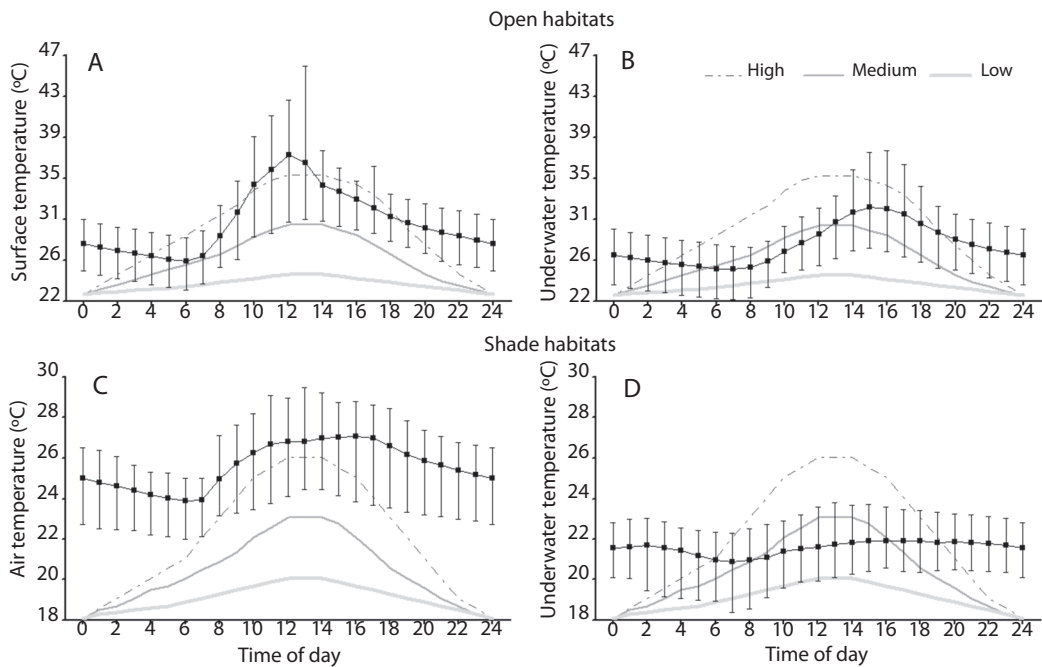 Open habitats
A
Surface temperature (ºC)
47
43
39
35
31
26
22
0 2 4 6 8 10 12 14 16 18 20 22 24
B
High Medium Low
Underwater temperature (ºC)
47
43
39
35
31
26
22
0 2 4 6 8 10 12 14 16 18 20 22 24
Shade habitats
C
Air temperature (ºC)
30
28
26
24
22
20
18
0 2 4 6 8 10 12 14 16 18 20 22 24
Time of day
D
Underwater temperature (ºC)
30
28
26
24
22
20
18
0 2 4 6 8 10 12 14 16 18 20 22 24
Time of day